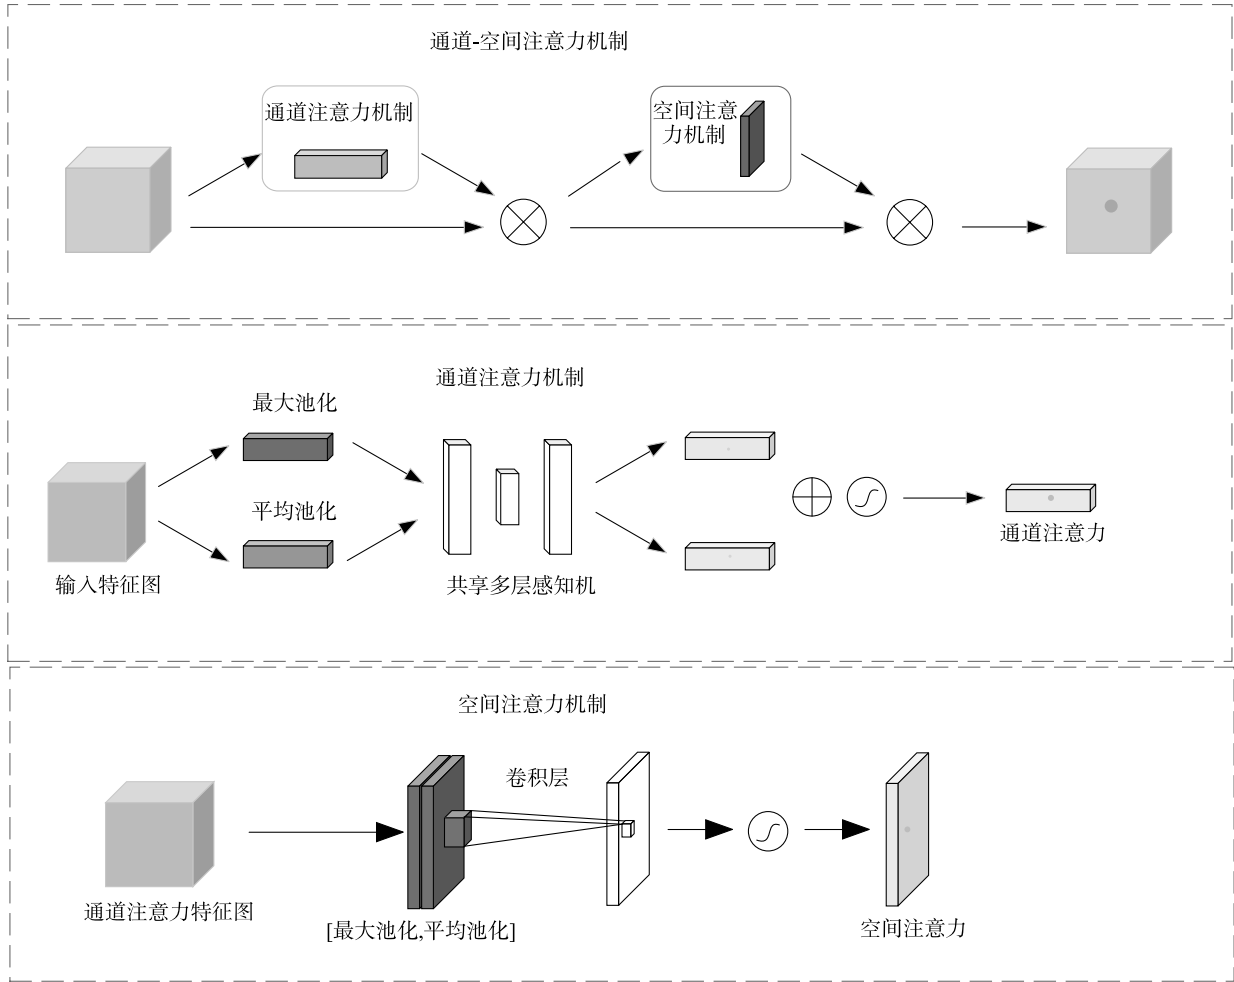 通道-空间注意力机制
通道注意力机制
空间注意
力机制
通道注意力机制
最大池化
平均池化
输入特征图
共享多层感知机
通道注意力
空间注意力机制
卷积层
通道注意力特征图
[最大池化,平均池化]
空间注意力